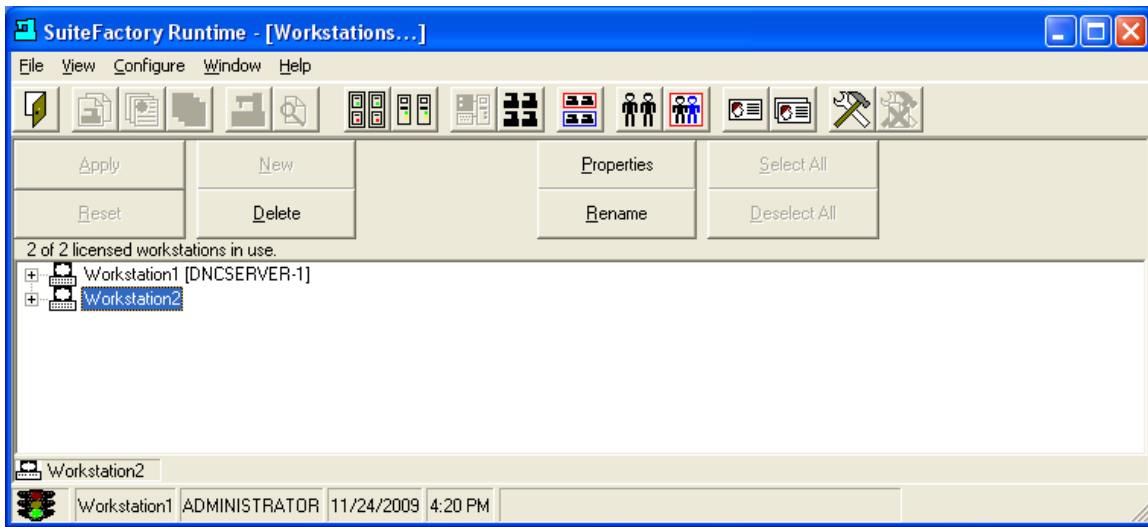 SuiteFactory Runtime - [Workstations...]
File View Configure Window Help
Apply New Properties Select All
Reset Delete Rename Deselect All
2 of 2 licensed workstations in use.
Workstation1 [DNCSERVER-1]
Workstation2
Workstation2
Workstation1 ADMINISTRATOR 11/24/2009 4:20 PM